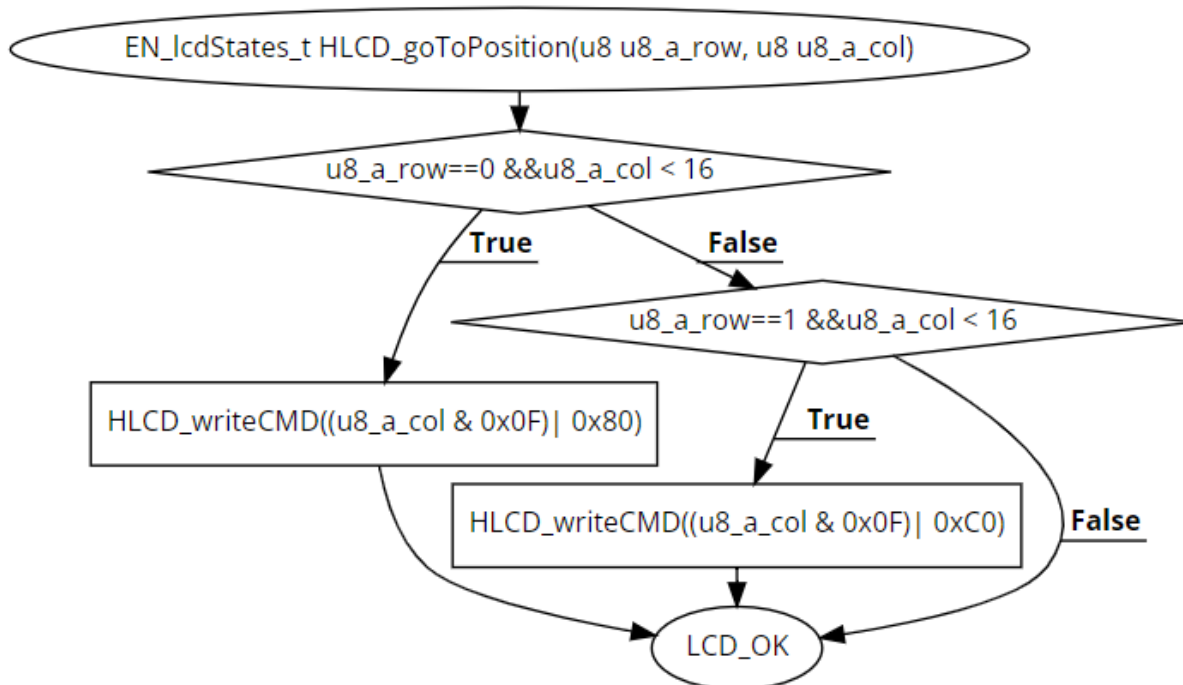 EN_lcdStates_t HLCD_goToPosition(u8 u8_a_row, u8 u8_a_col)
u8_a_row==0 &&u8_a_col < 16
True
False
u8_a_row==1 &&u8_a_col < 16
HLCD_writeCMD((u8_a_col & 0x0F)| 0x80)
True
HLCD_writeCMD((u8_a_col & 0x0F)| 0xC0)
False
LCD_OK